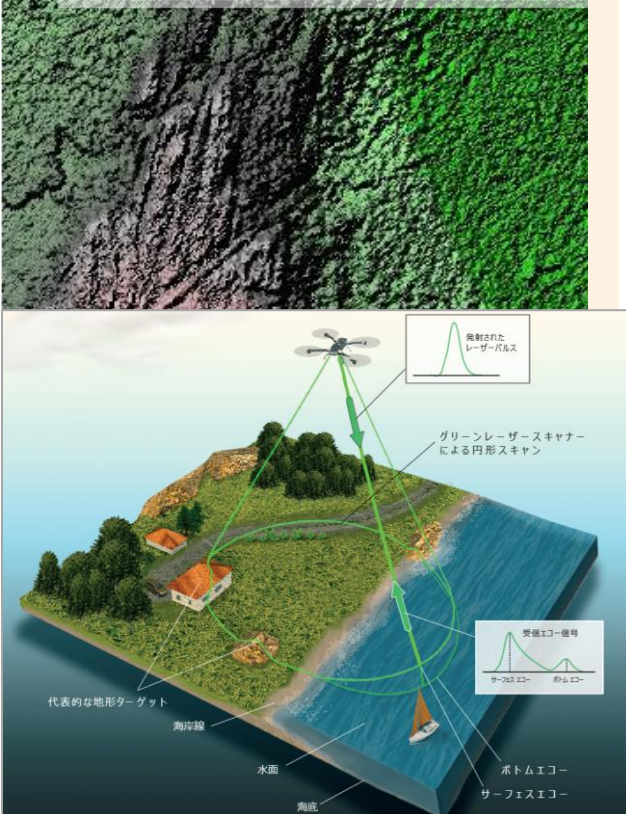 発射された
レーザーパルス
グリーンレーザースキャナー
による円形スキャン
受信エコー信号
サーフェス エコー
ボトム エコー
代表的な地形ターゲット
海岸線
水面
海底
ボトムエコー
サーフェスエコー